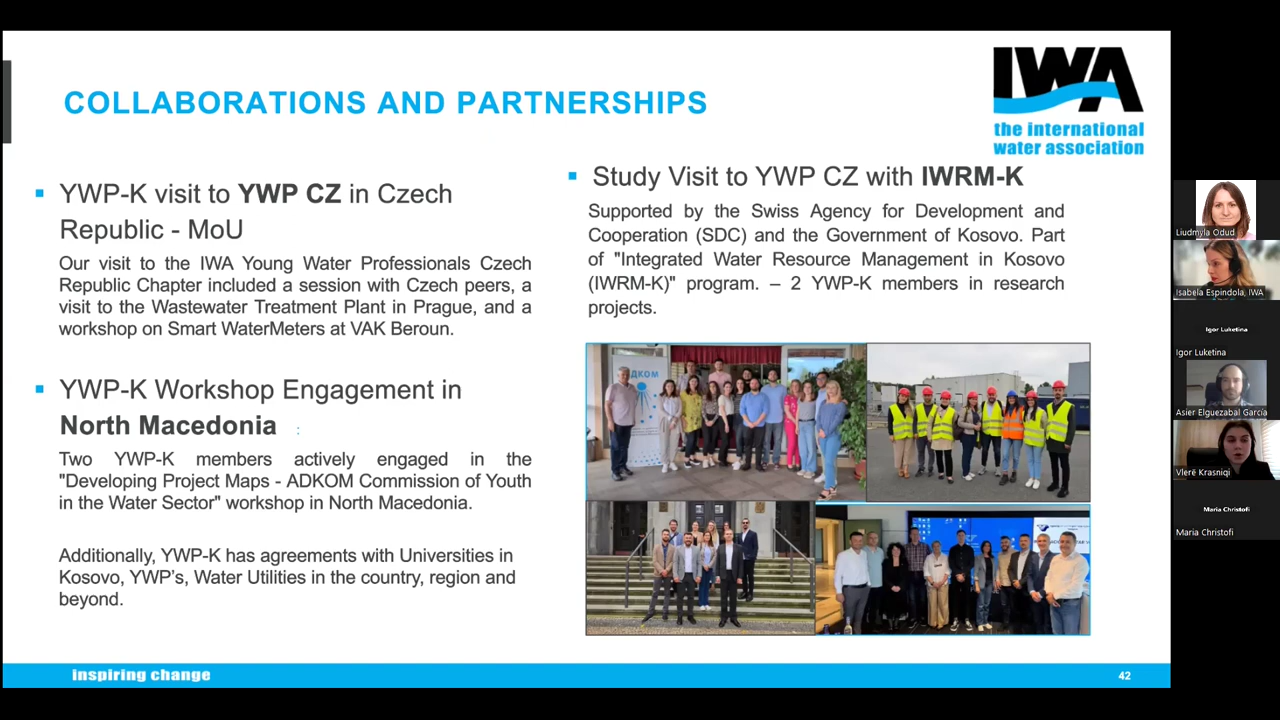 COLLABORATIONS AND PARTNERSHIPS
IWA
the international
water association
▪ YWP-K visit to YWP CZ in Czech
Republic - MoU
Our visit to the IWA Young Water Professionals Czech
Republic Chapter included a session with Czech peers, a
visit to the Wastewater Treatment Plant in Prague, and a
workshop on Smart WaterMeters at VAK Beroun.
▪ YWP-K Workshop Engagement in
North Macedonia :
Two YWP-K members actively engaged in the
"Developing Project Maps - ADKOM Commission of Youth
in the Water Sector" workshop in North Macedonia.
Additionally, YWP-K has agreements with Universities in
Kosovo, YWP's, Water Utilities in the country, region and
beyond.
▪ Study Visit to YWP CZ with IWRM-K
Supported by the Swiss Agency for Development and
Cooperation (SDC) and the Government of Kosovo. Part
of "Integrated Water Resource Management in Kosovo
(IWRM-K)" program. – 2 YWP-K members in research
projects.
ДКОМ
inspiring change
42
Liudmyla Odud
Isabela Espindola, IWA
Igor Luketina
Igor Luketina
Asier Elguezabal García
Vlerë Krasniqi
Maria Christofi
Maria Christofi